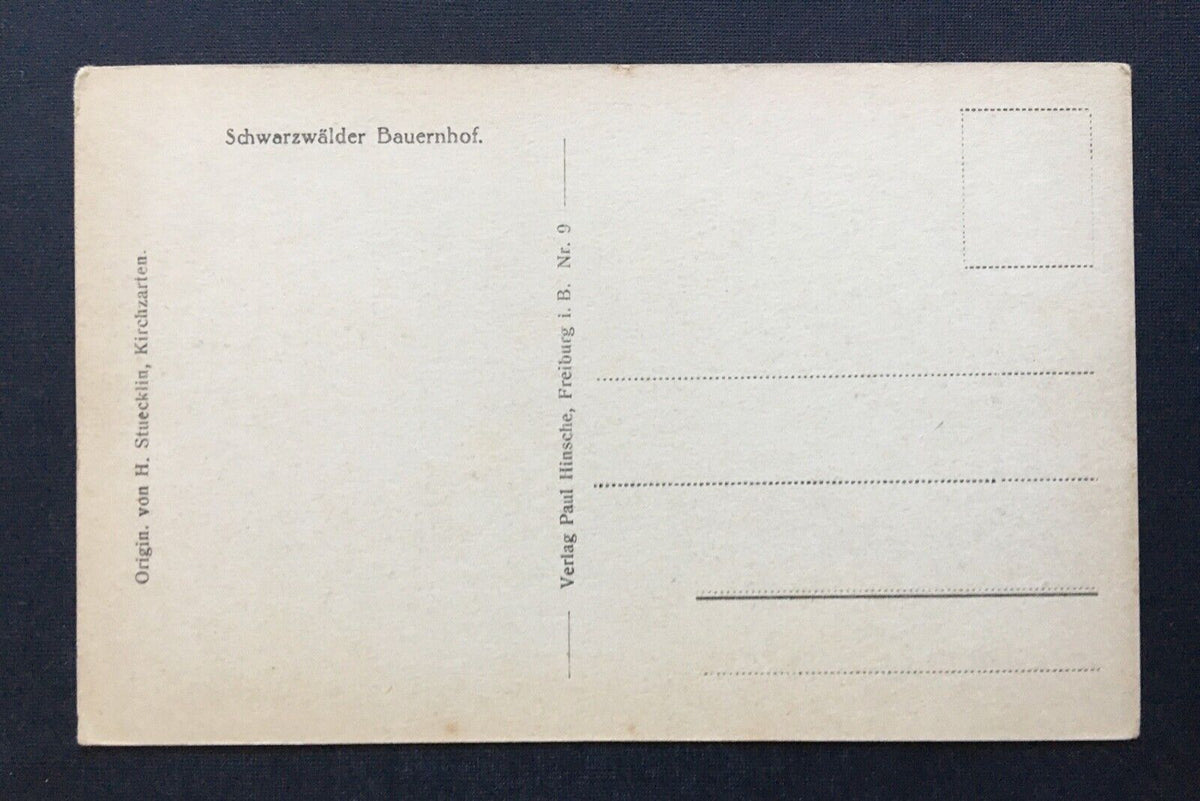 Schwarzwälder Bauernhof.
Origin. von H. Stuecklin, Kirchzarten.
Verlag Paul Hinsche, Freiburg i. B. Nr. 9